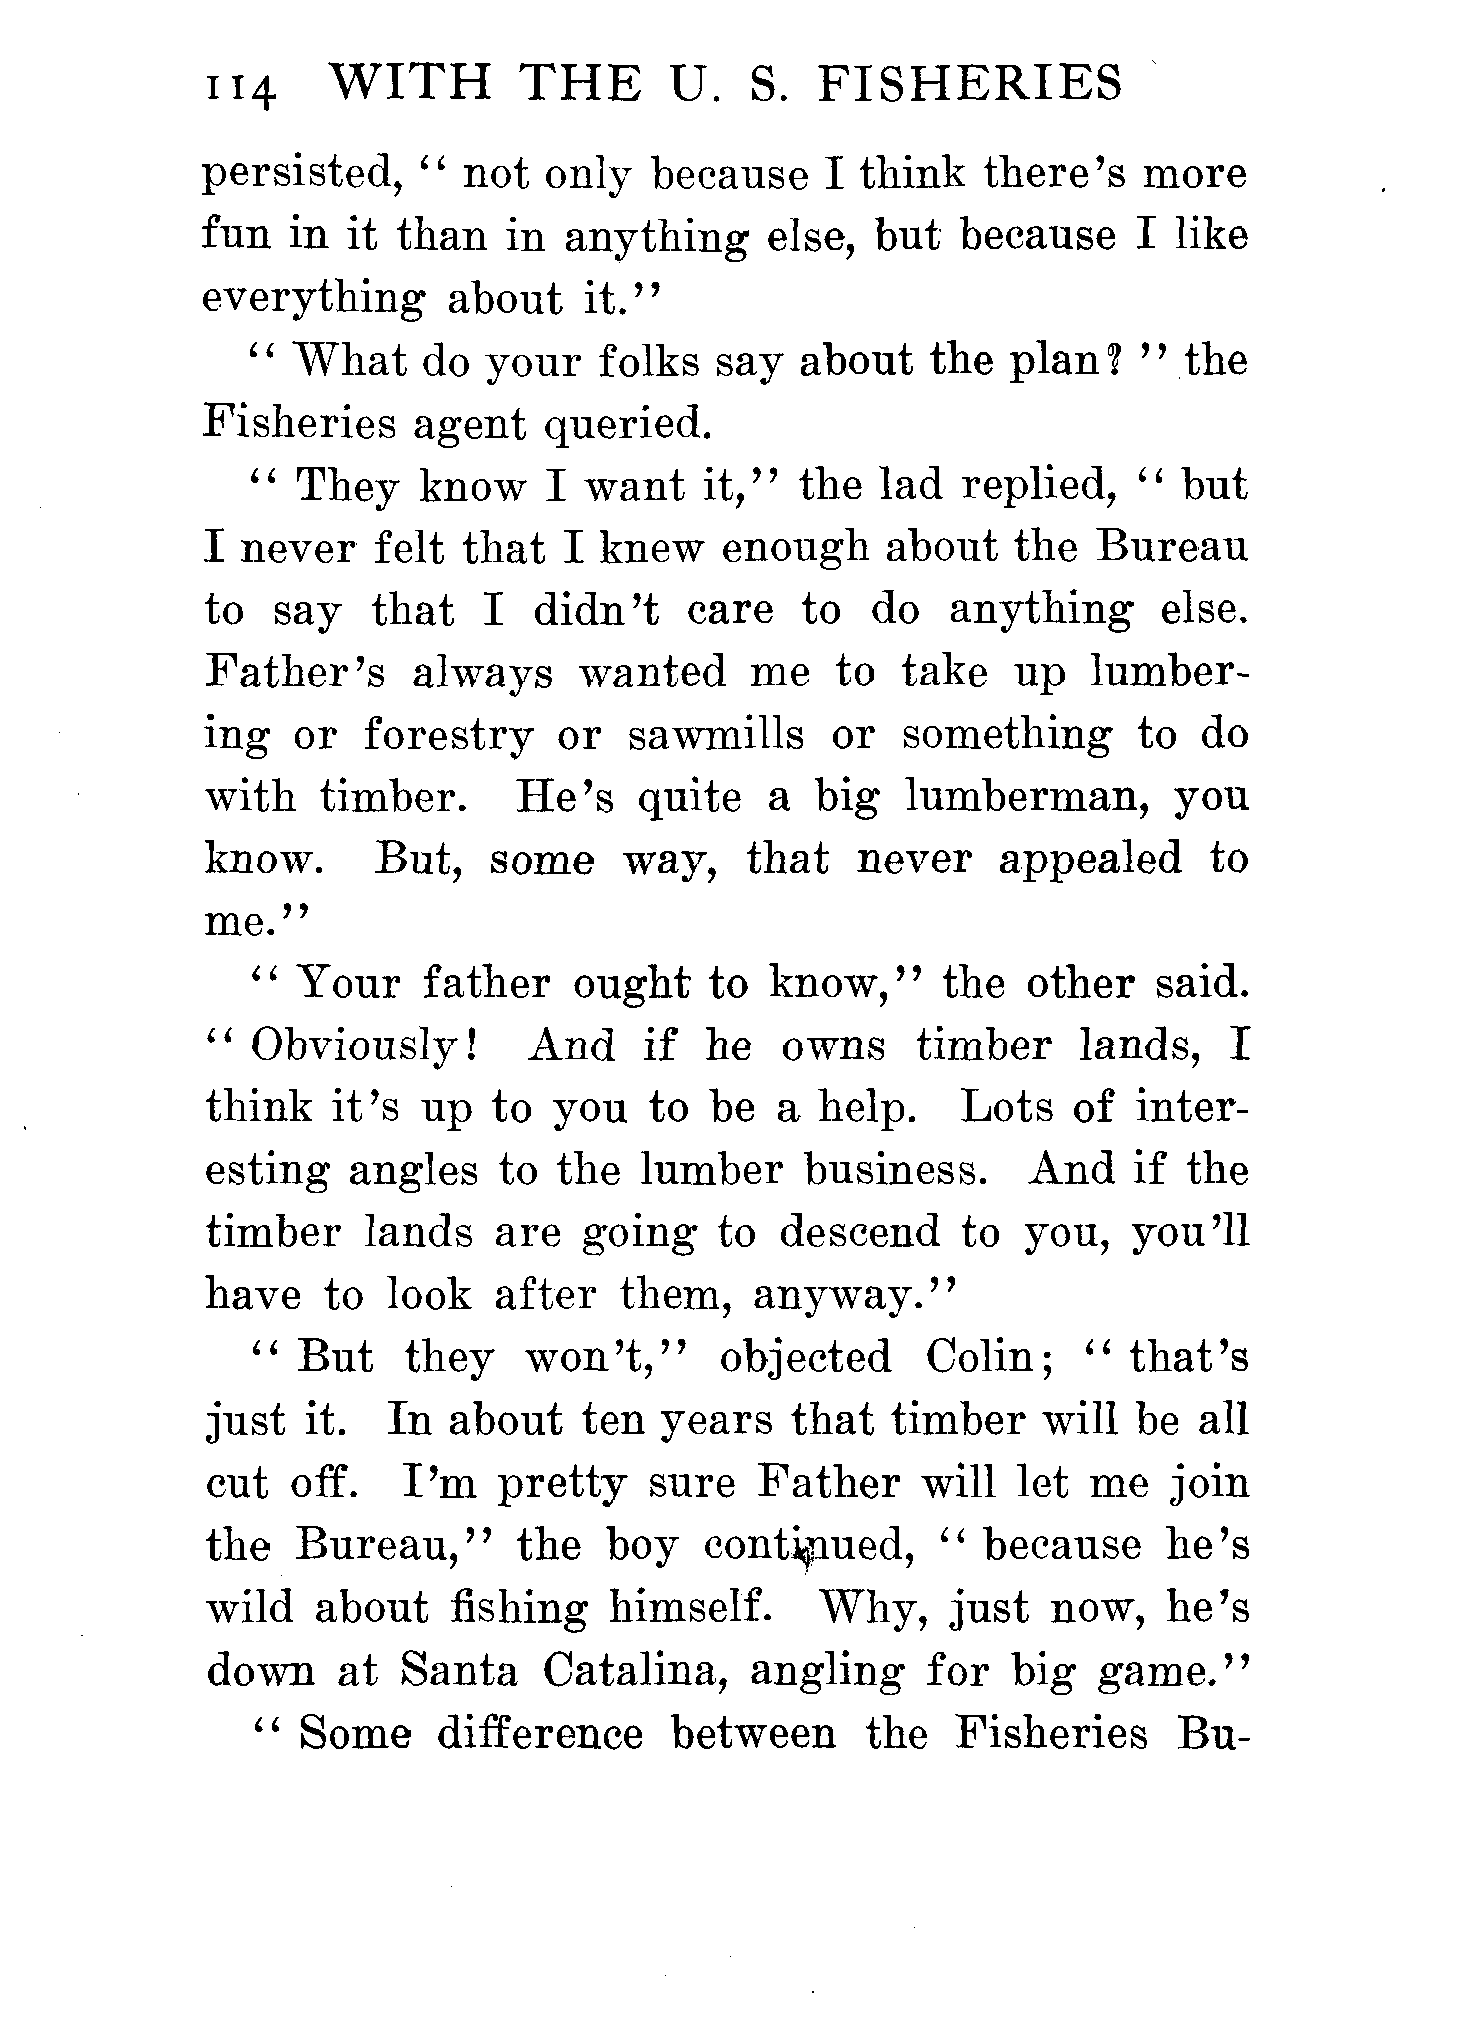 114 WITH THE U. S. FISHERIES
persisted, " not only because I think there's more
fun in it than in anything else, but because I like
everything about it."
" What do your folks say about the plan? " the
Fisheries agent queried.
" They know I want it," the lad replied, " but
I never felt that I knew enough about the Bureau
to say that I didn't care to do anything else.
Father's always wanted me to take up lumber-
ing or forestry or sawmills or something to do
with timber. He's quite a big lumberman, you
know. But, some way, that never appealed to
me."
" Your father ought to know," the other said.
" Obviously! And if he owns timber lands, I
think it's up to you to be a help. Lots of inter-
esting angles to the lumber business. And if the
timber lands are going to descend to you, you'll
have to look after them, anyway."
" But they won't," objected Colin; " that's
just it. In about ten years that timber will be all
cut off. I'm pretty sure Father will let me join
the Bureau," the boy continued, " because he's
wild about fishing himself. Why, just now, he's
down at Santa Catalina, angling for big game."
" Some difference between the Fisheries Bu-